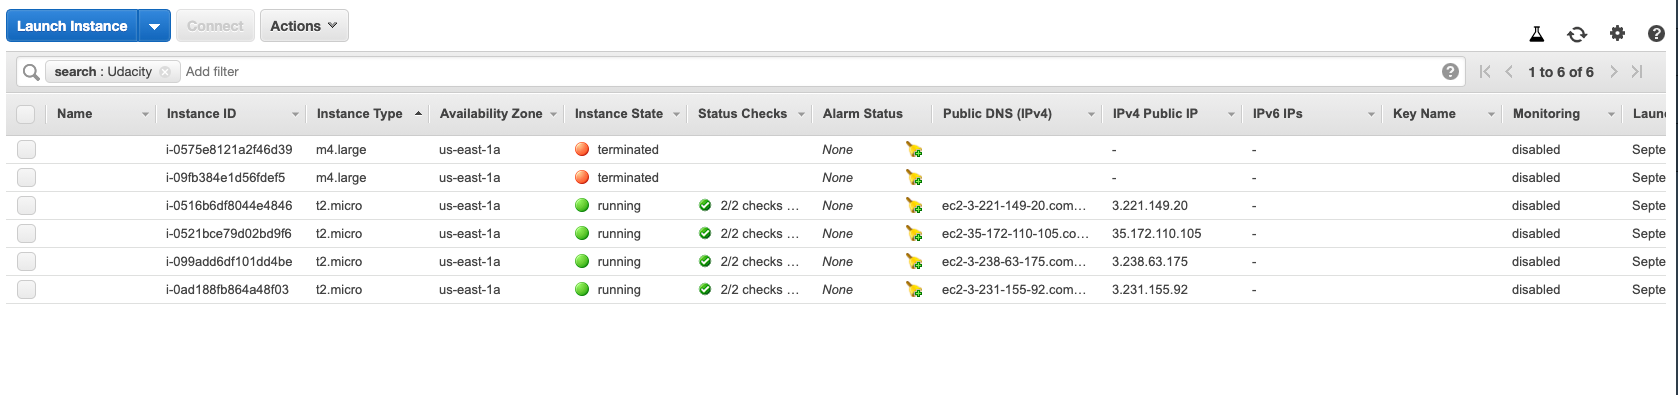 Launch Instance Connect Actions
search : Udacity Add filter 1 to 6 of 6
Name Instance ID Instance Type Availability Zone Instance State Status Checks Alarm Status Public DNS (IPv4) IPv4 Public IP IPv6 IPs Key Name Monitoring Laun
i-0575e8121a2f46d39 m4.large us-east-1a terminated None - - disabled Septe
i-09fb384e1d56fdef5 m4.large us-east-1a terminated None - - disabled Septe
i-0516b6df8044e4846 t2.micro us-east-1a running 2/2 checks ... None ec2-3-221-149-20.com... 3.221.149.20 - disabled Septe
i-0521bce79d02bd9f6 t2.micro us-east-1a running 2/2 checks ... None ec2-35-172-110-105.co... 35.172.110.105 - disabled Septe
i-099add6df101dd4be t2.micro us-east-1a running 2/2 checks ... None ec2-3-238-63-175.com... 3.238.63.175 - disabled Septe
i-0ad188fb864a48f03 t2.micro us-east-1a running 2/2 checks ... None ec2-3-231-155-92.com... 3.231.155.92 - disabled Septe